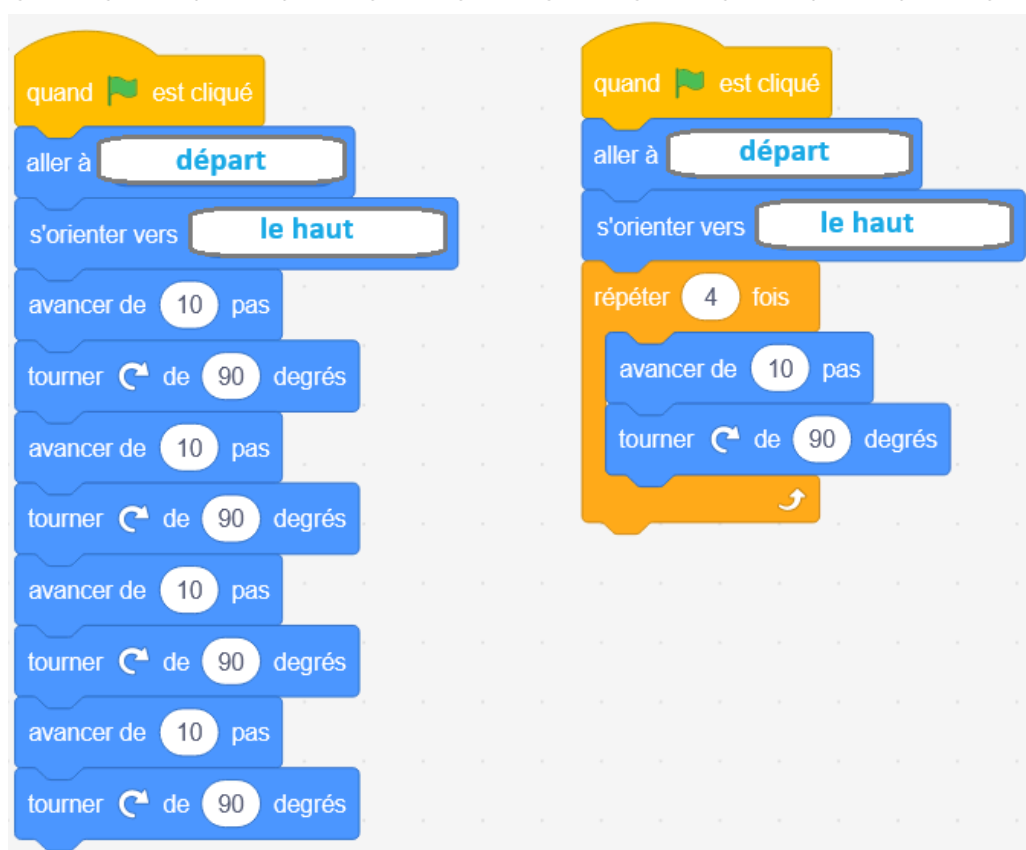 quand est cliqué
aller à départ
s'orienter vers le haut
avancer de 10 pas
tourner de 90 degrés
avancer de 10 pas
tourner de 90 degrés
avancer de 10 pas
tourner de 90 degrés
avancer de 10 pas
tourner de 90 degrés
quand est cliqué
aller à départ
s'orienter vers le haut
répéter 4 fois
avancer de 10 pas
tourner de 90 degrés